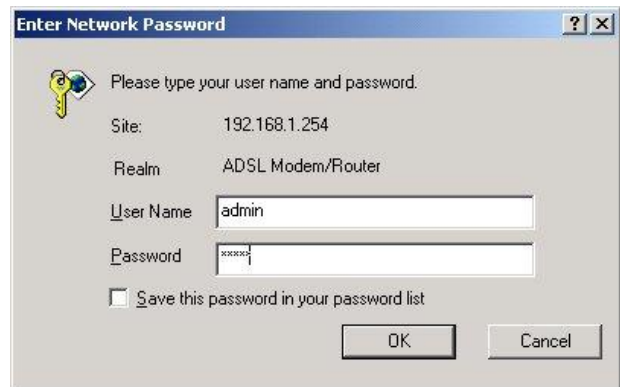 Enter Network Password
Please type your user name and password.
Site: 192.168.1.254
Realm ADSL Modem/Router
User Name admin
Password *****
Save this password in your password list
OK Cancel